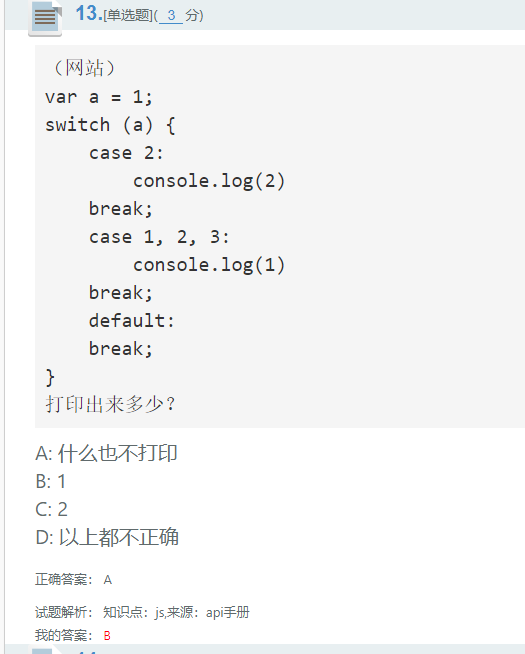 13.[单选题]( 3 分)
（网站）
var a = 1;
switch (a) {
    case 2:
        console.log(2)
    break;
    case 1, 2, 3:
        console.log(1)
    break;
    default:
    break;
}
打印出来多少?
A: 什么也不打印
B: 1
C: 2
D: 以上都不正确
正确答案： A
试题解析： 知识点：js,来源：api手册
我的答案： B